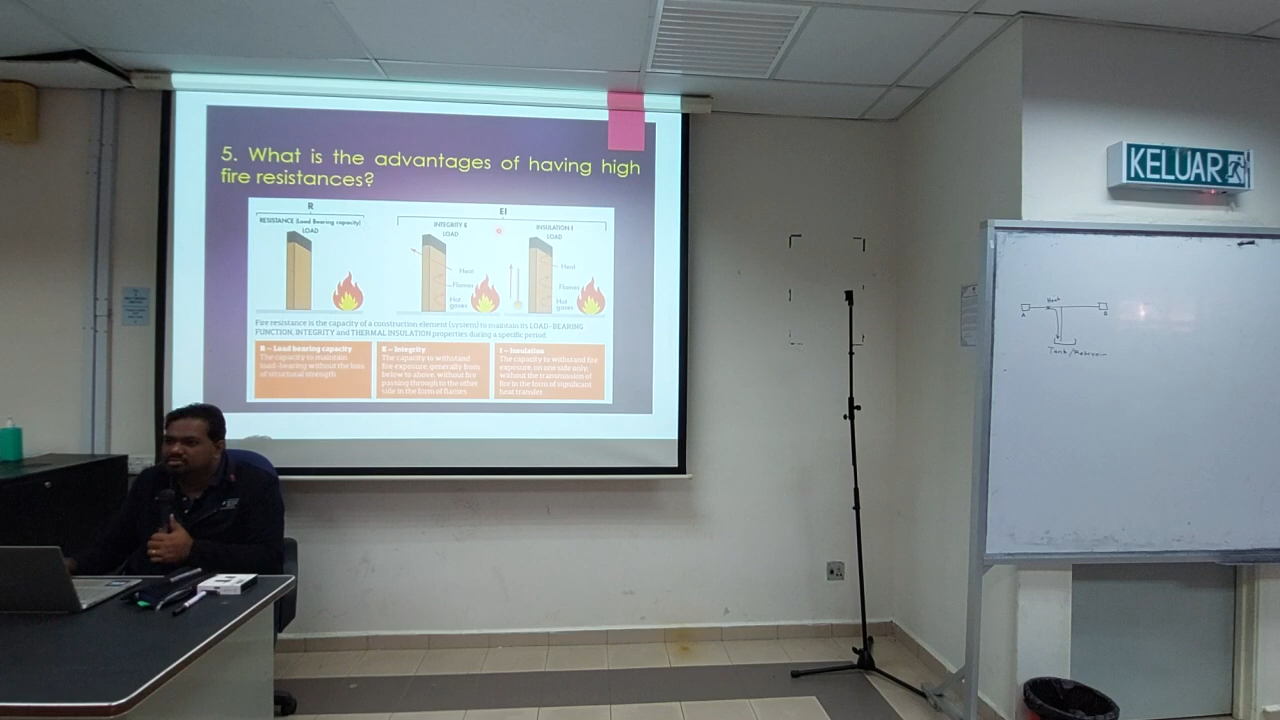 5. What is the advantages of having high
fire resistances?
R
RESISTANCE (Load Bearing capacity)
LOAD
EI
INTEGRITY E
LOAD
INSULATION I
LOAD
Heat
Flames
Hot
gases
Heat
Flames
Hot
gases
Fire resistance is the capacity of a construction element (system) to maintain its LOAD-BEARING
FUNCTION, INTEGRITY and THERMAL INSULATION properties during a specific period
R – Load bearing capacity
The capacity to maintain
load-bearing without the loss
of structural strength
E – Integrity
The capacity to withstand
fire exposure, generally from
below to above, without fire
passing through to the other
side in the form of flames
I – Insulation
The capacity to withstand fire
exposure, on one side only,
without the transmission of
fire in the form of significant
heat transfer
KELUAR
Heat
Tank